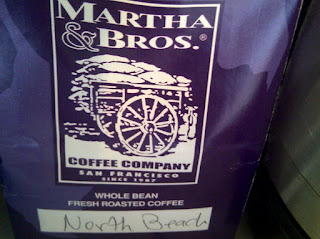 MARTHA
& BROS.®
COFFEE COMPANY
SAN FRANCISCO
SINCE 1987
WHOLE BEAN
FRESH ROASTED COFFEE
North Beach